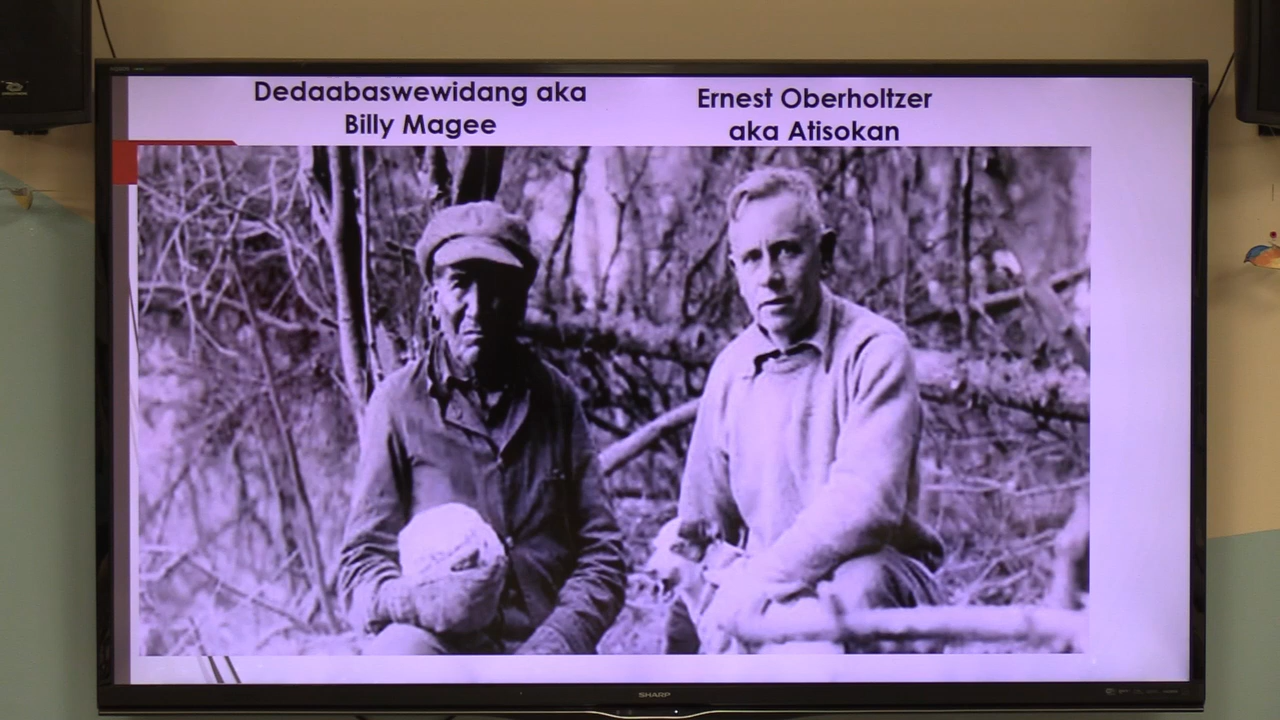 Dedaabaswewidang aka
Billy Magee
Ernest Oberholtzer
aka Atisokan
SHARP